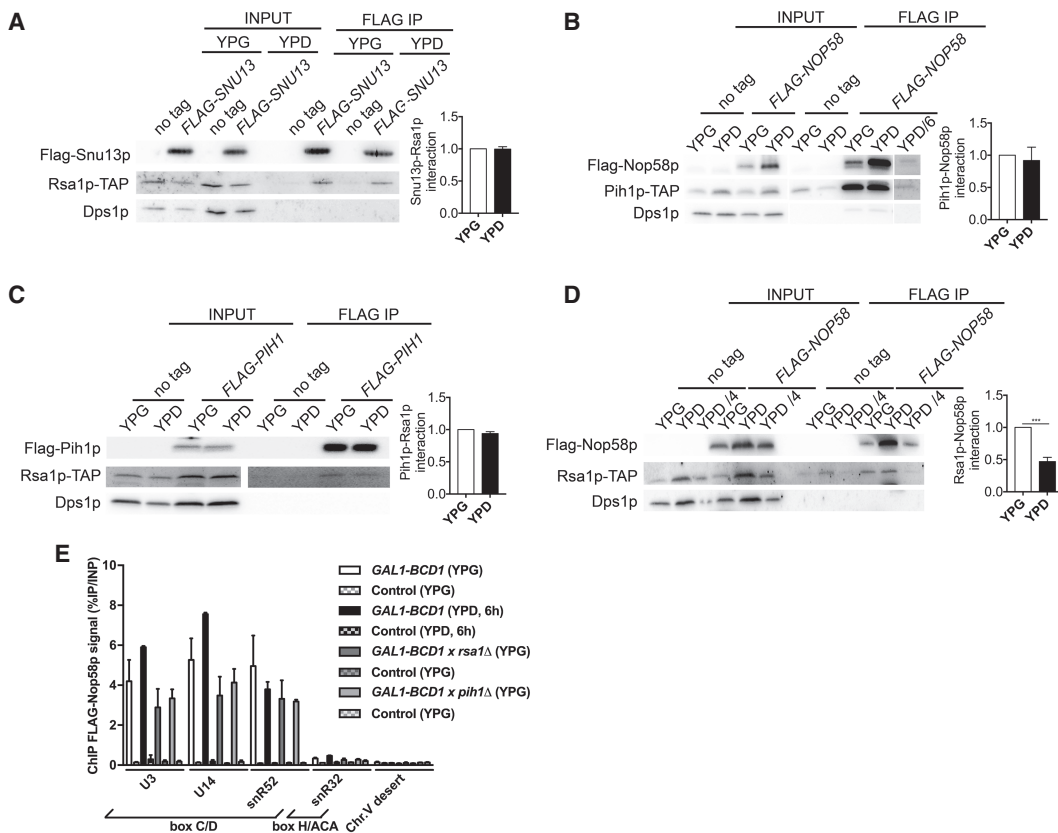 A
INPUT
FLAG IP
YPG
YPD
YPG
YPD
no tag
FLAG-SNU13
no tag
FLAG-SNU13
no tag
FLAG-SNU13
no tag
FLAG-SNU13
Flag-Snu13p
Rsa1p-TAP
Dps1p
Snu13p-Rsa1p
interaction
1.5
1.0
0.5
0.0
YPG
YPD
B
INPUT
FLAG IP
no tag
FLAG-NOP58
no tag
FLAG-NOP58
YPG
YPD
YPG
YPD
YPG
YPD
YPG
YPD
YPD/6
Flag-Nop58p
Pih1p-TAP
Dps1p
Pih1p-Nop58p
interaction
1.5
1.0
0.5
0.0
YPG
YPD
C
INPUT
FLAG IP
no tag
FLAG-PIH1
no tag
FLAG-PIH1
YPG
YPD
YPG
YPD
YPG
YPD
YPG
YPD
Flag-Pih1p
Rsa1p-TAP
Dps1p
Pih1p-Rsa1p
interaction
1.5
1.0
0.5
0.0
YPG
YPD
D
INPUT
FLAG IP
no tag
FLAG-NOP58
no tag
FLAG-NOP58
YPG
YPD
YPD /4
YPG
YPD
YPD /4
YPG
YPD
YPD /4
YPG
YPD
YPD /4
Flag-Nop58p
Rsa1p-TAP
Dps1p
Rsa1p-Nop58p
interaction
1.5
1.0
0.5
0.0
***
YPG
YPD
E
ChIP FLAG-Nop58p signal (%IP/INP)
10
8
6
4
2
0
U3
U14
snR52
snR32
Chr.V desert
box C/D
box H/ACA
GAL1-BCD1 (YPG)
Control (YPG)
GAL1-BCD1 (YPD, 6h)
Control (YPD, 6h)
GAL1-BCD1 x rsa1Δ (YPG)
Control (YPG)
GAL1-BCD1 x pih1Δ (YPG)
Control (YPG)